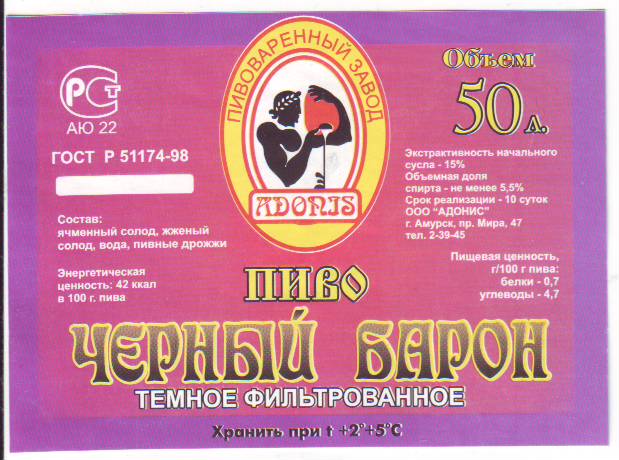 ПИВОВАРЕННЫЙ ЗАВОД
ADONIS
РСТ
АЮ 22
ГОСТ Р 51174-98
Состав:
ячменный солод, жженый
солод, вода, пивные дрожжи
Энергетическая
ценность: 42 ккал
в 100 г. пива
Объем
50 л.
Экстрактивность начального
сусла - 15%
Объемная доля
спирта - не менее 5,5%
Срок реализации - 10 суток
ООО "АДОНИС"
г. Амурск, пр. Мира, 47
тел. 2-39-45
Пищевая ценность,
г/100 г пива:
белки - 0,7
углеводы - 4,7
ПИВО
ЧЕРНЫЙ БАРОН
ТЕМНОЕ ФИЛЬТРОВАННОЕ
Хранить при t +2°+5°С